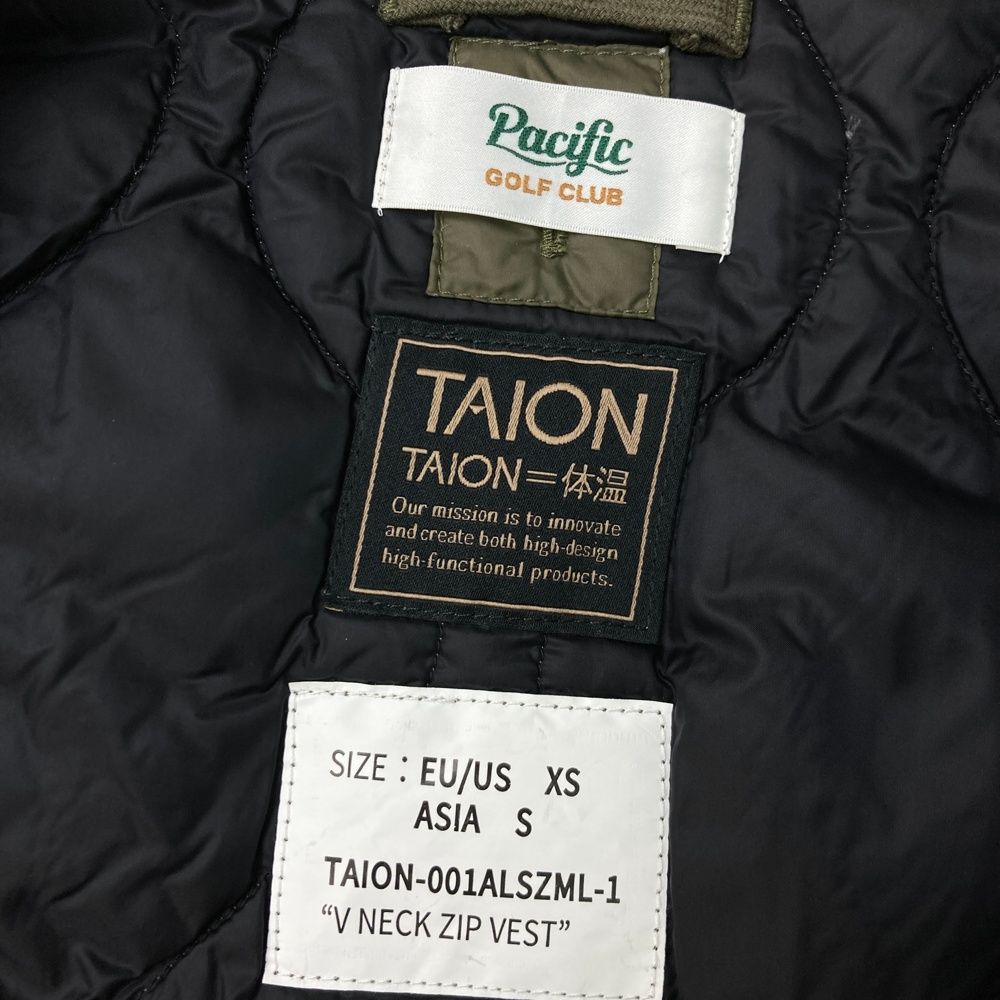 Pacific
GOLF CLUB
TAION
TAION=体温
Our mission is to innovate
and create both high-design
high-functional products.
SIZE : EU/US XS
ASIA S
TAION-001ALSZML-1
“V NECK ZIP VEST”